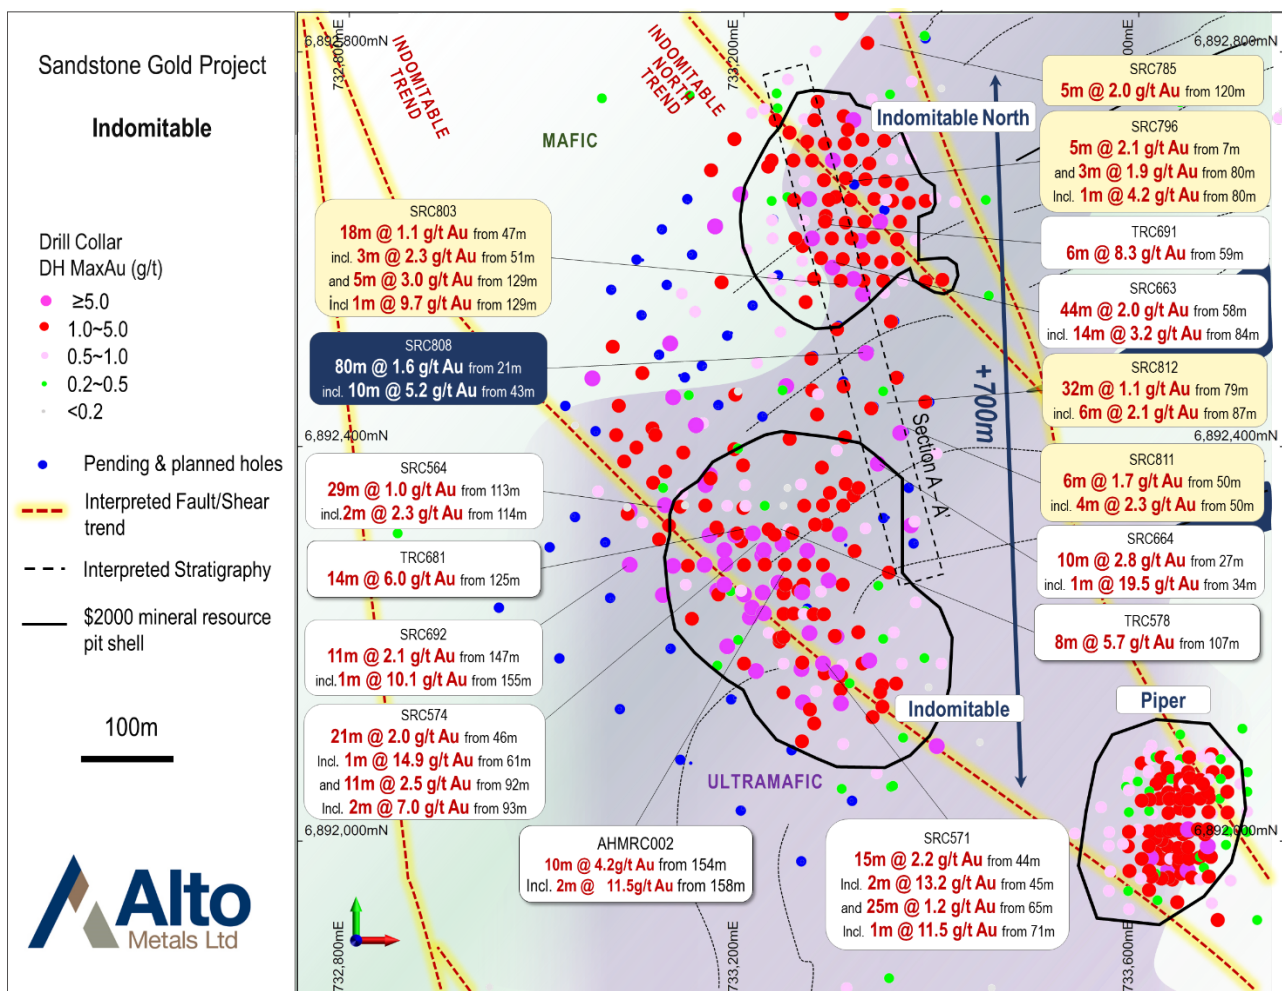 Sandstone Gold Project
Indomitable
Drill Collar
DH MaxAu (g/t)
≥5.0
1.0~5.0
0.5~1.0
0.2~0.5
<0.2
Pending & planned holes
Interpreted Fault/Shear
trend
Interpreted Stratigraphy
$2000 mineral resource
pit shell
100m
Alto
Metals Ltd
6,892,800mN
732,800mE
INDOMITABLE
TREND
INDOMITABLE
NORTH
TREND
733,200mE
00mE
6,892,800mN
MAFIC
Indomitable North
SRC785
5m @ 2.0 g/t Au from 120m
SRC796
5m @ 2.1 g/t Au from 7m
and 3m @ 1.9 g/t Au from 80m
Incl. 1m @ 4.2 g/t Au from 80m
TRC691
6m @ 8.3 g/t Au from 59m
SRC663
44m @ 2.0 g/t Au from 58m
incl. 14m @ 3.2 g/t Au from 84m
SRC812
32m @ 1.1 g/t Au from 79m
incl. 6m @ 2.1 g/t Au from 87m
6,892,400mN
SRC811
6m @ 1.7 g/t Au from 50m
incl. 4m @ 2.3 g/t Au from 50m
SRC664
10m @ 2.8 g/t Au from 27m
incl. 1m @ 19.5 g/t Au from 34m
TRC578
8m @ 5.7 g/t Au from 107m
SRC803
18m @ 1.1 g/t Au from 47m
incl. 3m @ 2.3 g/t Au from 51m
and 5m @ 3.0 g/t Au from 129m
incl 1m @ 9.7 g/t Au from 129m
SRC808
80m @ 1.6 g/t Au from 21m
incl. 10m @ 5.2 g/t Au from 43m
6,892,400mN
SRC564
29m @ 1.0 g/t Au from 113m
incl. 2m @ 2.3 g/t Au from 114m
TRC681
14m @ 6.0 g/t Au from 125m
SRC692
11m @ 2.1 g/t Au from 147m
incl. 1m @ 10.1 g/t Au from 155m
SRC574
21m @ 2.0 g/t Au from 46m
Incl. 1m @ 14.9 g/t Au from 61m
and 11m @ 2.5 g/t Au from 92m
Incl. 2m @ 7.0 g/t Au from 93m
+700m
Section A_A'
Indomitable
Piper
ULTRAMAFIC
6,892,000mN
6,892,000mN
AHMRC002
10m @ 4.2g/t Au from 154m
Incl. 2m @ 11.5g/t Au from 158m
SRC571
15m @ 2.2 g/t Au from 44m
Incl. 2m @ 13.2 g/t Au from 45m
and 25m @ 1.2 g/t Au from 65m
Incl. 1m @ 11.5 g/t Au from 71m
732,800mE
733,200mE
733,600mE